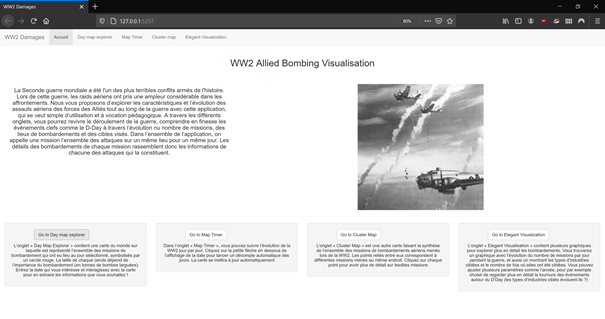 WW2 Damages
127.0.0.1:5257
80%
WW2 Damages Accueil Day map explorer Map Timer Cluster map Elegant Visualization
WW2 Allied Bombing Visualisation
La Seconde guerre mondiale a été l'un des plus terribles conflits armés de l'histoire.
Lors de cette guerre, les raids aériens ont pris une ampleur considérable dans les
affrontements. Nous vous proposons d'explorer les caractéristiques et l'évolution des
assauts aériens des forces des Alliés tout au long de la guerre avec cette application,
qui se veut simple d'utilisation et à vocation pédagogique. A travers les différents
onglets, vous pourrez revivre le déroulement de la guerre, comprendre en finesse les
événements clefs comme le D-Day à travers l'évolution du nombre de missions, des
lieux de bombardements et des cibles visés. Dans l'ensemble de l'application, on
appelle une mission l'ensemble des attaques sur un même lieu pour un même jour. Les
détails des bombardements de chaque mission rassemblent donc les informations de
chacune des attaques qui la constituent.
Go to Day map explorer
L'onglet « Day Map Explorer » contient une carte du monde sur
laquelle est représenté l'ensemble des missions de
bombardement qui ont eu lieu au jour sélectionné, symbolisés par
un cercle rouge. La taille de chaque cercle dépend de
l'importance du bombardement (en tonnes de bombes larguées).
Entrez la date qui vous intéresse et interagissez avec la carte
pour en extraire les informations que vous souhaitez !
Go to Map Timer
Dans l'onglet « Map Timer », vous pouvez suivre l'évolution de la
WW2 jour par jour. Cliquez sur la petite flèche en dessous de
l'affichage de la date pour lancer un décompte automatique des
jours. La carte se mettra à jour automatiquement
Go to Cluster Map
L'onglet « Cluster Map » est une autre carte faisant la synthèse
de l'ensemble des missions de bombardements aériens menés
lors de la WW2. Les points reliés entre eux correspondent à
différentes missions menés au même endroit. Cliquez sur chaque
point pour avoir plus de détail sur lesdites missions
Go to Elegant Visualization
L'onglet « Elegant Visualisation » contient plusieurs graphiques
pour explorer plus en détail les bombardements. Vous trouverez
un graphique avec l'évolution du nombre de missions par jour
pendant la guerre, et aussi un montrant les types d'industries
ciblées et le nombre de fois où elles ont été ciblées. Vous pouvez
ajuster plusieurs paramètres comme l'année, pour par exemple
choisir de regarder plus en détail la tournure des événements
autour du D'Day (les types d'industries ciblés évoluent-ils ?)